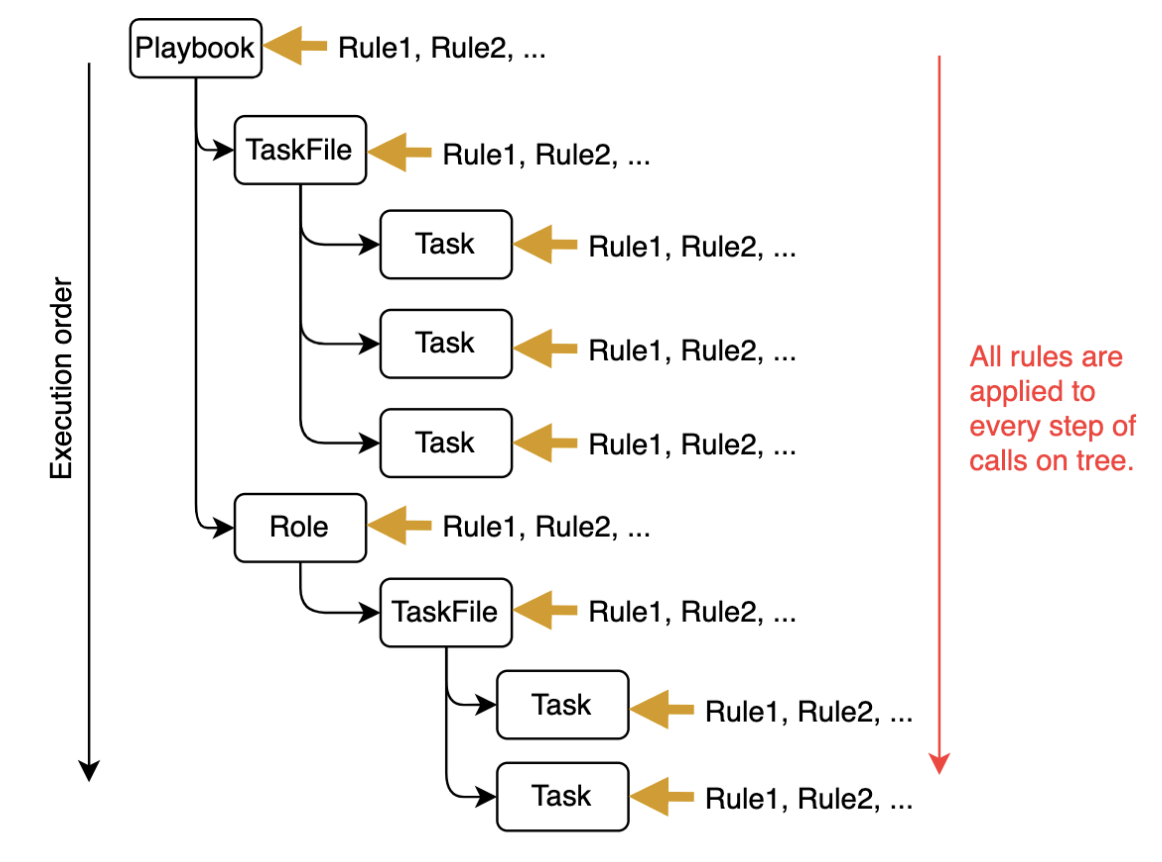 Playbook
Rule1, Rule2, ...
TaskFile
Rule1, Rule2, ...
Task
Rule1, Rule2, ...
Task
Rule1, Rule2, ...
Task
Rule1, Rule2, ...
Role
Rule1, Rule2, ...
TaskFile
Rule1, Rule2, ...
Task
Rule1, Rule2, ...
Task
Rule1, Rule2, ...
Execution order
All rules are
applied to
every step of
calls on tree.